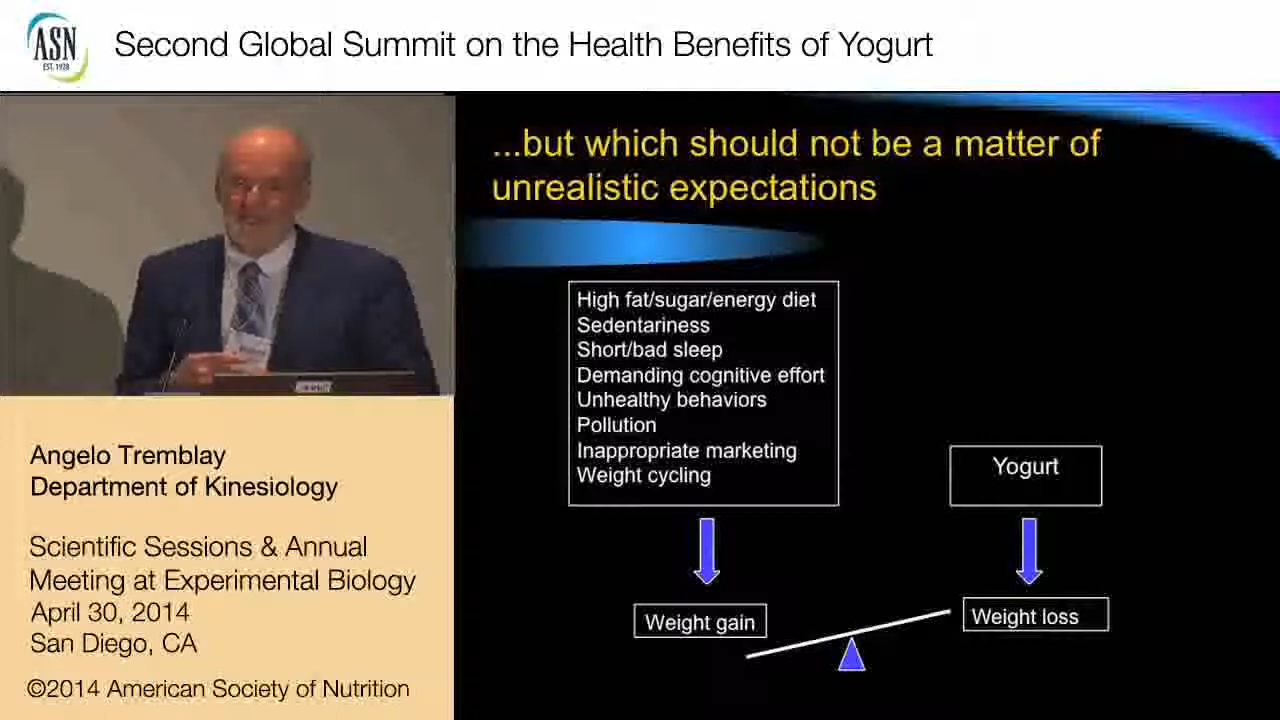 ASN
EST. 1928
Second Global Summit on the Health Benefits of Yogurt
...but which should not be a matter of
unrealistic expectations
High fat/sugar/energy diet
Sedentariness
Short/bad sleep
Demanding cognitive effort
Unhealthy behaviors
Pollution
Inappropriate marketing
Weight cycling
Yogurt
Weight gain
Weight loss
Angelo Tremblay
Department of Kinesiology
Scientific Sessions & Annual
Meeting at Experimental Biology
April 30, 2014
San Diego, CA
©2014 American Society of Nutrition